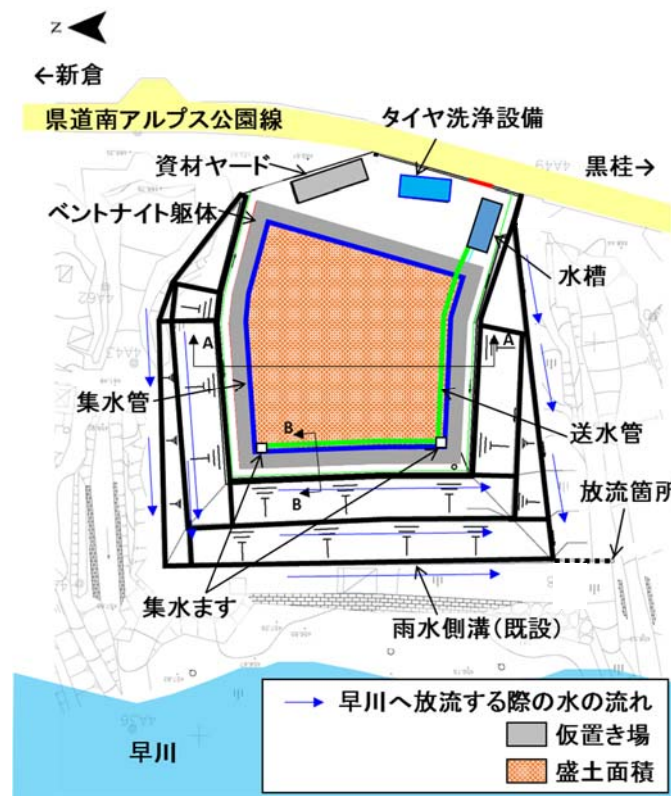 Z
←新倉
県道南アルプス公園線
タイヤ洗浄設備
資材ヤード
黒桂→
ベントナイト躯体
水槽
A
A
集水管
B
送水管
B
放流箇所
集水ます
雨水側溝(既設)
早川へ放流する際の水の流れ
仮置き場
盛土面積
早川
4A49
4A62
4A43
4A36